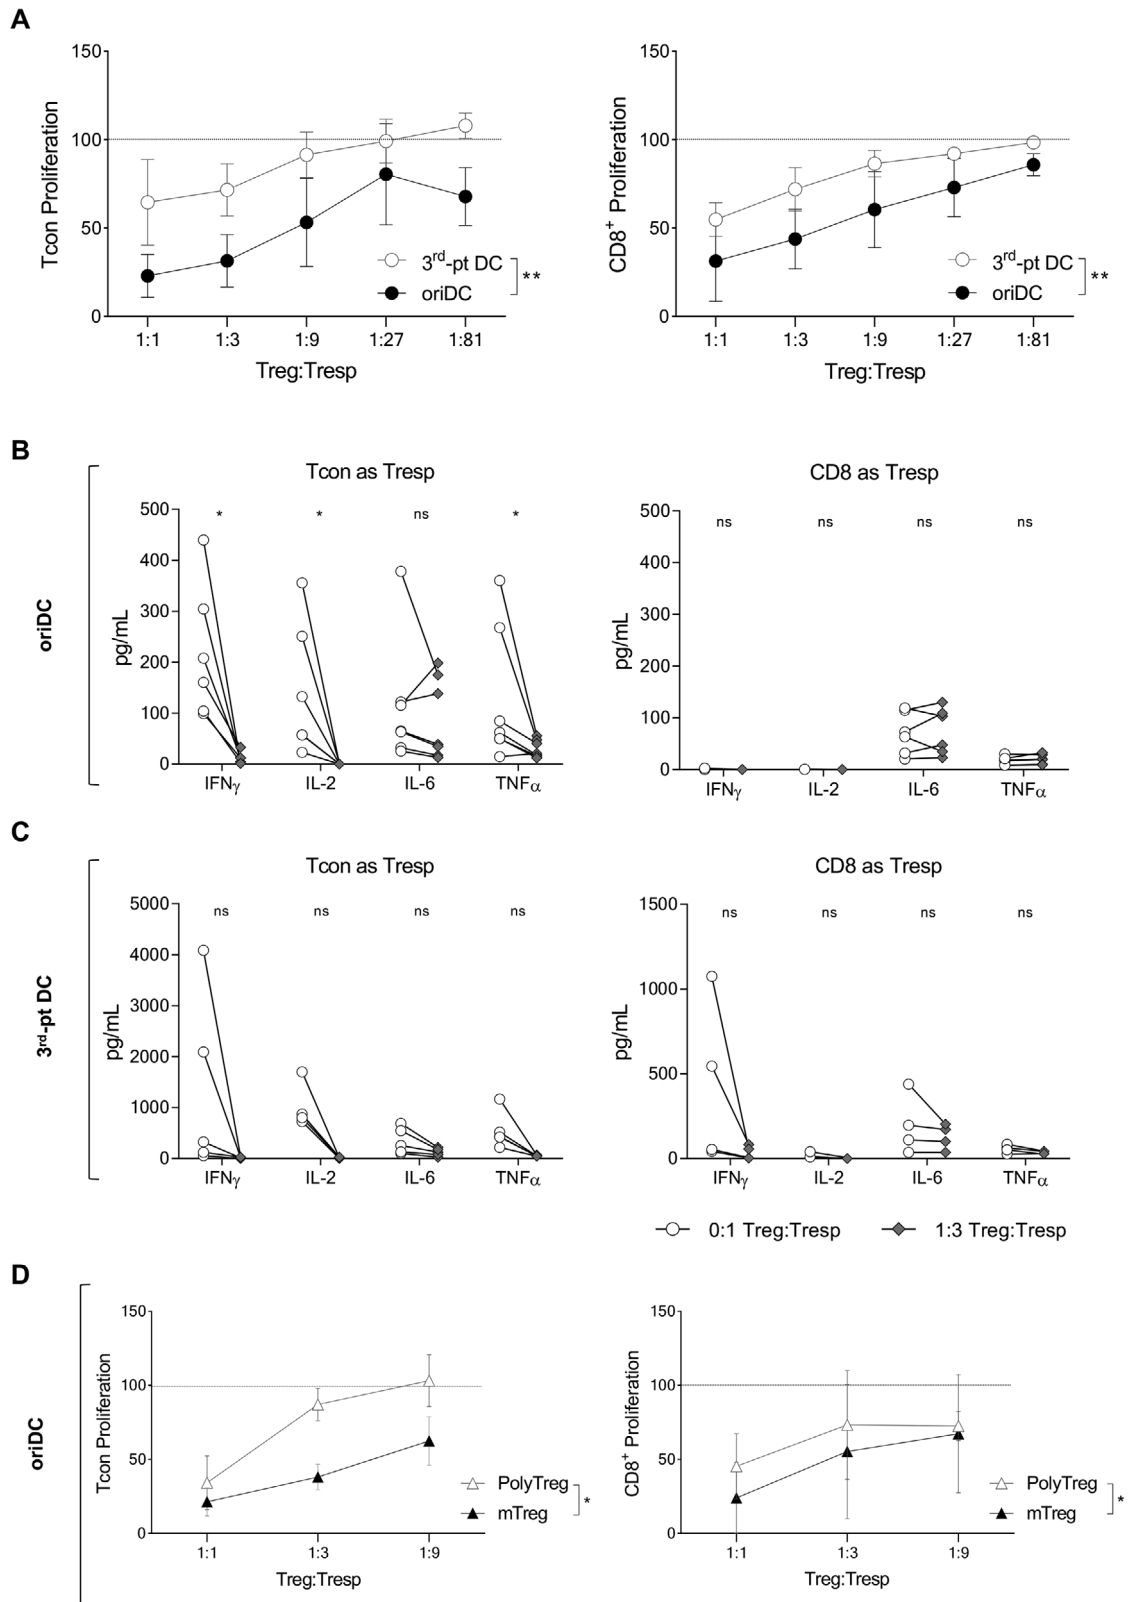 A
150
100
50
0
Tcon Proliferation
1:1 1:3 1:9 1:27 1:81
Treg:Tresp
3rd-pt DC
oriDC
**
150
100
50
0
CD8+ Proliferation
1:1 1:3 1:9 1:27 1:81
Treg:Tresp
3rd-pt DC
oriDC
**
B
oriDC
Tcon as Tresp
500
400
300
200
100
0
pg/mL
* * ns *
IFNγ IL-2 IL-6 TNFα
CD8 as Tresp
500
400
300
200
100
0
pg/mL
ns ns ns ns
IFNγ IL-2 IL-6 TNFα
C
3rd-pt DC
Tcon as Tresp
5000
4000
3000
2000
1000
0
pg/mL
ns ns ns ns
IFNγ IL-2 IL-6 TNFα
CD8 as Tresp
1500
1000
500
0
pg/mL
ns ns ns ns
IFNγ IL-2 IL-6 TNFα
0:1 Treg:Tresp 1:3 Treg:Tresp
D
oriDC
150
100
50
0
Tcon Proliferation
1:1 1:3 1:9
Treg:Tresp
PolyTreg
mTreg
*
150
100
50
0
CD8+ Proliferation
1:1 1:3 1:9
Treg:Tresp
PolyTreg
mTreg
*